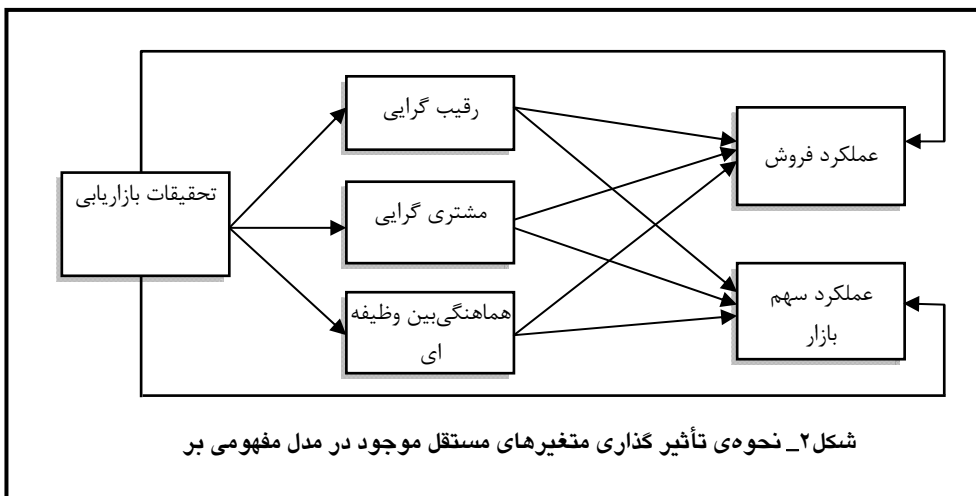 رقیب گرایی
عملکرد فروش
تحقیقات بازاریابی
مشتری گرایی
عملکرد سهم
بازار
هماهنگی‌بین وظیفه
ای
شکل۲_ نحوه‌ی تأثیر گذاری متغیرهای مستقل موجود در مدل مفهومی بر